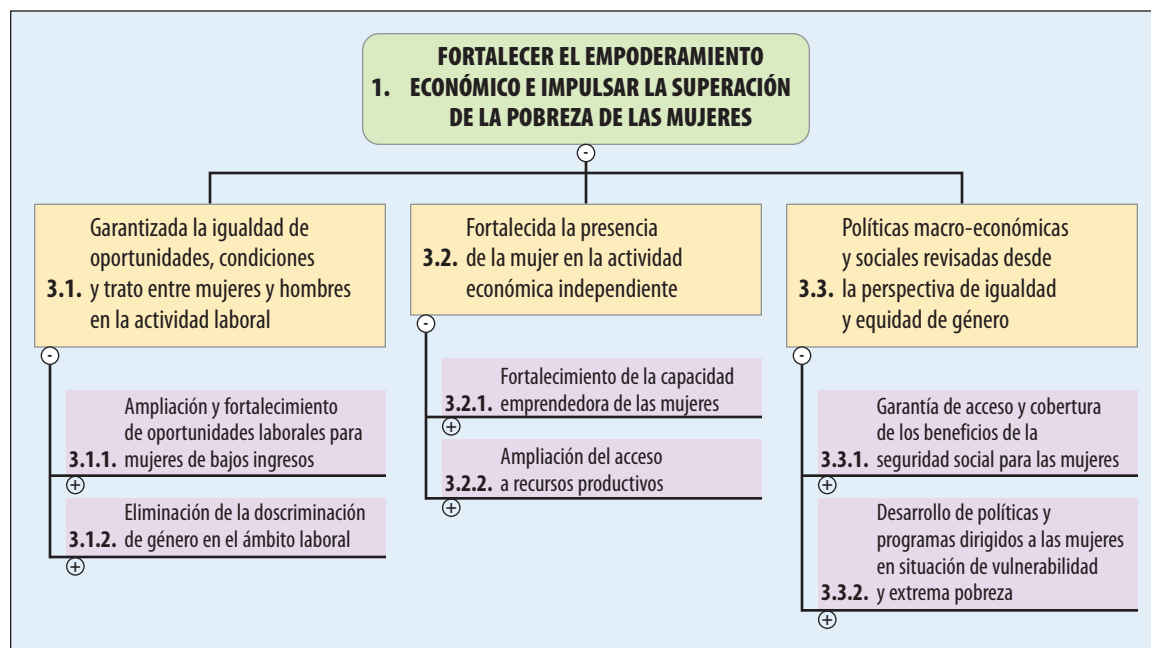 FORTALECER EL EMPODERAMIENTO
1. ECONÓMICO E IMPULSAR LA SUPERACIÓN
DE LA POBREZA DE LAS MUJERES
-
Garantizada la igualdad de
oportunidades, condiciones
3.1. y trato entre mujeres y hombres
en la actividad laboral
-
Ampliación y fortalecimiento
de oportunidades laborales para
3.1.1. mujeres de bajos ingresos
+
Eliminación de la doscriminación
3.1.2. de género en el ámbito laboral
+
Fortalecida la presencia
3.2. de la mujer en la actividad
económica independiente
-
Fortalecimiento de la capacidad
3.2.1. emprendedora de las mujeres
+
Ampliación del acceso
3.2.2. a recursos productivos
+
Políticas macro-económicas
y sociales revisadas desde
3.3. la perspectiva de igualdad
y equidad de género
-
Garantía de acceso y cobertura
de los beneficios de la
3.3.1. seguridad social para las mujeres
+
Desarrollo de políticas y
programas dirigidos a las mujeres
en situación de vulnerabilidad
3.3.2. y extrema pobreza
+